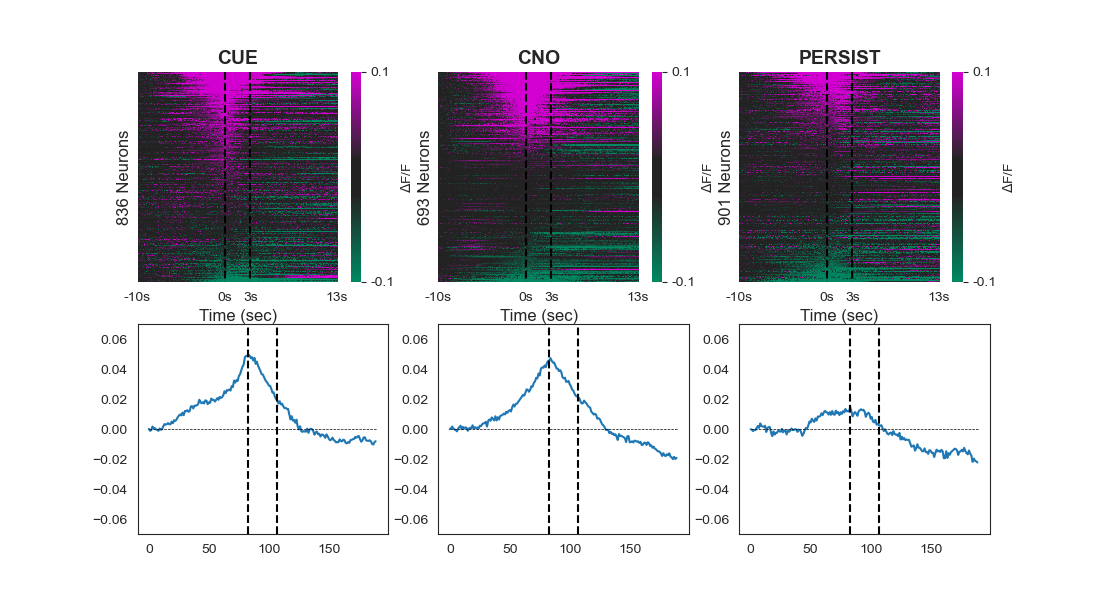 CUE
CNO
PERSIST
836 Neurons
0.1
-0.1
ΔF/F
-10s 0s 3s 13s
Time (sec)
693 Neurons
0.1
-0.1
ΔF/F
-10s 0s 3s 13s
Time (sec)
901 Neurons
0.1
-0.1
ΔF/F
-10s 0s 3s 13s
Time (sec)
0.06
0.04
0.02
0.00
−0.02
−0.04
−0.06
0 50 100 150
0.06
0.04
0.02
0.00
−0.02
−0.04
−0.06
0 50 100 150
0.06
0.04
0.02
0.00
−0.02
−0.04
−0.06
0 50 100 150